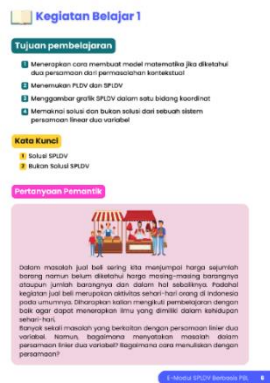 Kegiatan Belajar 1
Tujuan pembelajaran
1 Menerapkan cara membuat model matematika jika diketahui
dua persamaan dari permasalahan kontekstual
2 Menemukan PLDV dan SPLDV
3 Menggambar grafik SPLDV dalam satu bidang koordinat
4 Memaknai solusi dan bukan solusi dari sebuah sistem
persamaan linear dua variabel
Kata Kunci
1 Solusi SPLDV
2 Bukan Solusi SPLDV
Pertanyaan Pemantik
Dalam masalah jual beli sering kita menjumpai harga sejumlah
barang namun belum diketahui harga masing-masing barangnya
ataupun jumlah barangnya dan dalam hal sebaliknya. Padahal
kegiatan jual beli merupakan aktivitas sehari-hari orang di Indonesia
pada umumnya. Diharapkan kalian mengikuti pembelajaran dengan
baik agar dapat menerapkan ilmu yang dimiliki dalam kehidupan
sehari-hari.
Banyak sekali masalah yang berkaitan dengan persamaan linier dua
variabel. Namun, bagaimana menyatakan masalah dalam
persamaan linier dua variabel? Bagaimana cara menuliskan dengan
persamaan?
E-Modul SPLDV Berbasis PBL